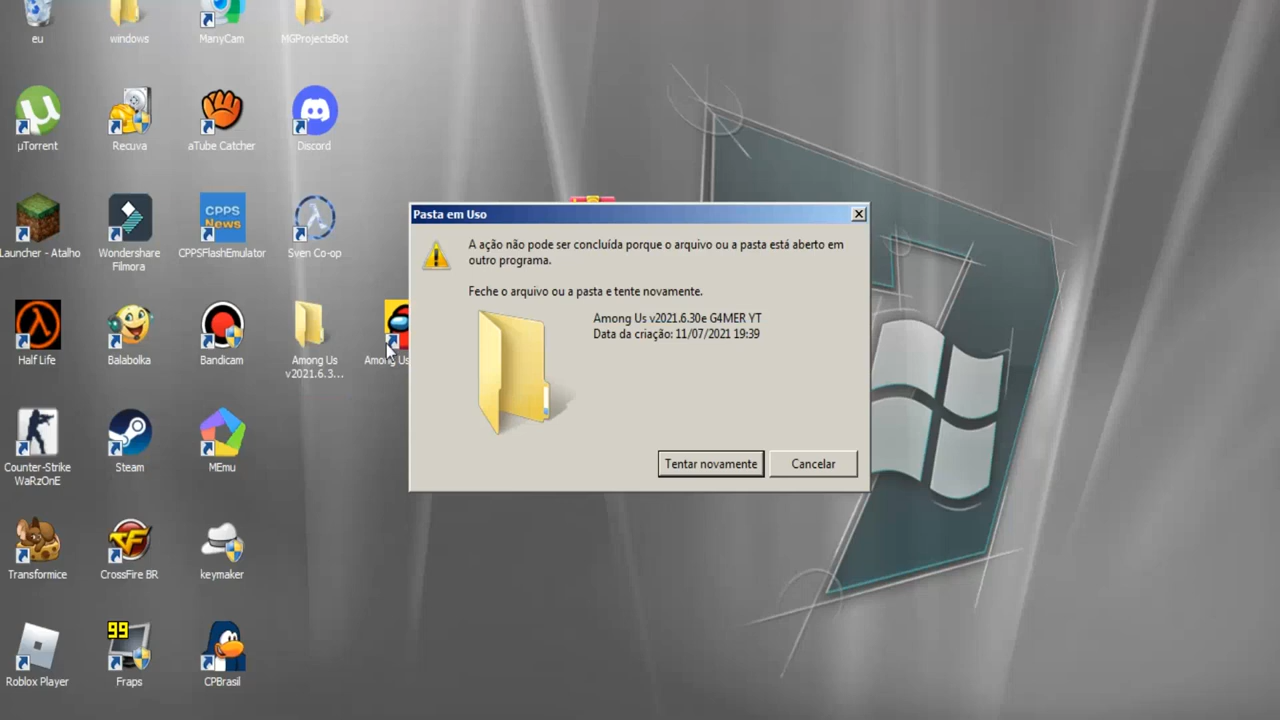 eu
windows
ManyCam
MGProjectsBot
µTorrent
Recuva
aTube Catcher
Discord
CPPS
News
Launcher - Atalho
Wondershare
Filmora
CPPSFlashEmulator
Sven Co-op
Half Life
Balabolka
Bandicam
Among Us
v2021.6.3...
Among Us
Counter-Strike
WaRzOnE
Steam
MEmu
Transformice
CrossFire BR
keymaker
99
Roblox Player
Fraps
CPBrasil
Pasta em Uso
A ação não pode ser concluída porque o arquivo ou a pasta está aberto em
outro programa.
Feche o arquivo ou a pasta e tente novamente.
Among Us v2021.6.30e G4MER YT
Data da criação: 11/07/2021 19:39
Tentar novamente
Cancelar